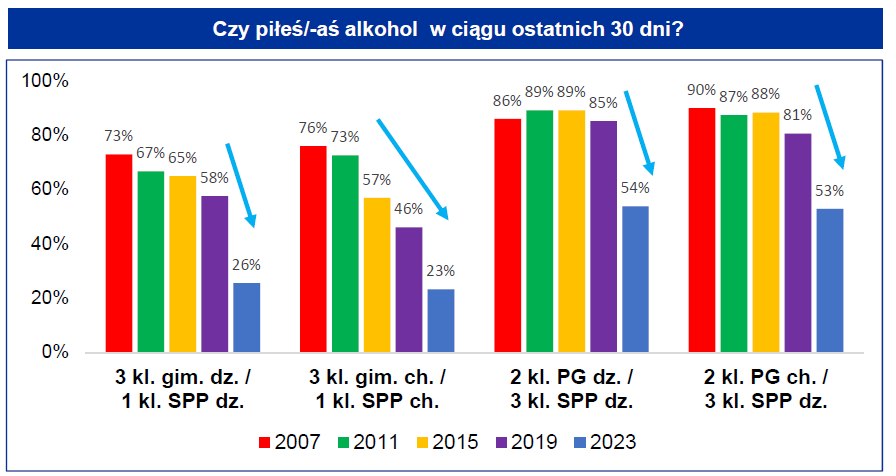 Czy piłeś/-aś alkohol w ciągu ostatnich 30 dni?
100%
80%
60%
40%
20%
0%
73%
67%
65%
58%
26%
76%
73%
57%
46%
23%
86%
89%
89%
85%
54%
90%
87%
88%
81%
53%
3 kl. gim. dz. /
1 kl. SPP dz.
3 kl. gim. ch. /
1 kl. SPP ch.
2 kl. PG dz. /
3 kl. SPP dz.
2 kl. PG ch. /
3 kl. SPP dz.
2007 2011 2015 2019 2023